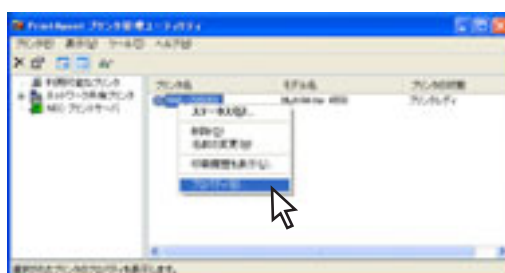 PrintAgent プリンタ管理ユーティリティ
プリンタ(P) 表示(V) ツール(T) ヘルプ(H)
利用可能なプリンタ
ネットワーク共有プリンタ
NEC プリントサーバ
プリンタ名 モデル名 プリンタの状態
プリンタレディ
ステータス(S)...
削除(D)
名前の変更(M)
印刷履歴を表示(L)
プロパティ(R)...
選択されたプリンタのプロパティを表示します。